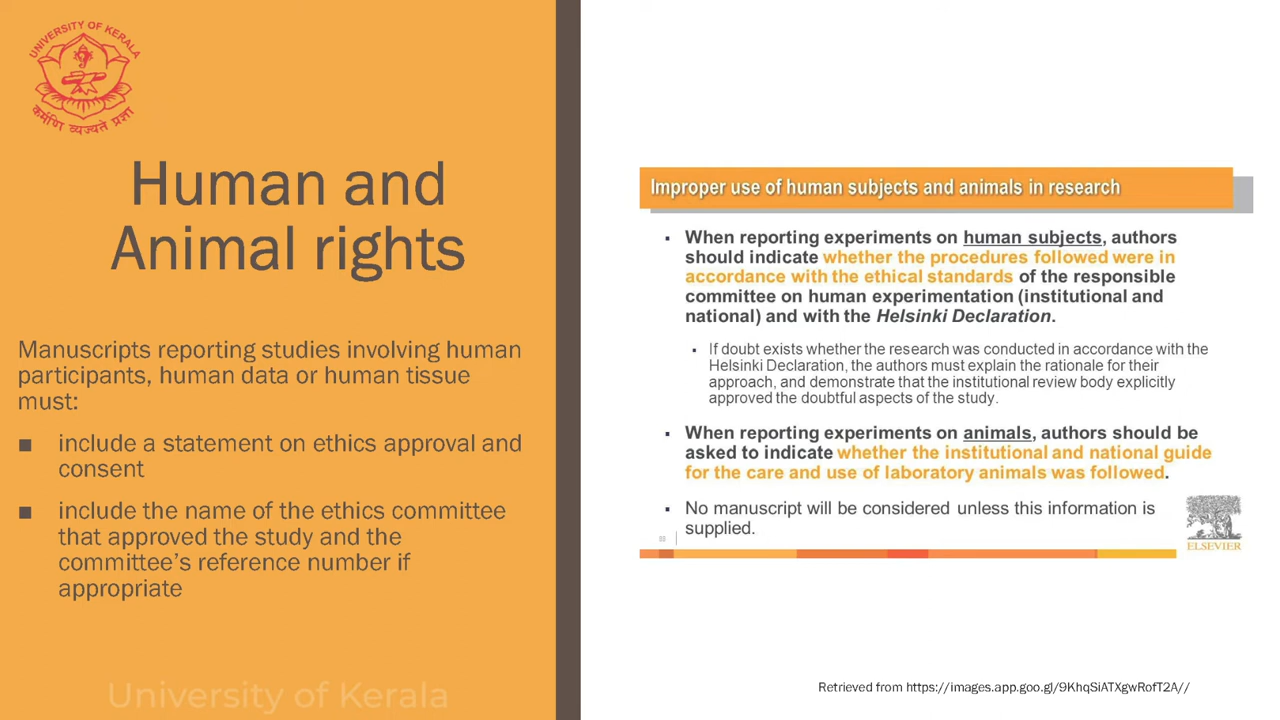 UNIVERSITY OF KERALA
कर्मणि व्यज्यते प्रज्ञा
Human and
Animal rights
Manuscripts reporting studies involving human
participants, human data or human tissue
must:
■ include a statement on ethics approval and
consent
■ include the name of the ethics committee
that approved the study and the
committee's reference number if
appropriate
University of Kerala
Improper use of human subjects and animals in research
▪ When reporting experiments on human subjects, authors
should indicate whether the procedures followed were in
accordance with the ethical standards of the responsible
committee on human experimentation (institutional and
national) and with the Helsinki Declaration.
▪ If doubt exists whether the research was conducted in accordance with the
Helsinki Declaration, the authors must explain the rationale for their
approach, and demonstrate that the institutional review body explicitly
approved the doubtful aspects of the study.
▪ When reporting experiments on animals, authors should be
asked to indicate whether the institutional and national guide
for the care and use of laboratory animals was followed.
▪ No manuscript will be considered unless this information is
supplied.
ELSEVIER
Retrieved from https://images.app.goo.gl/9KhqSiATXgwRofT2A//